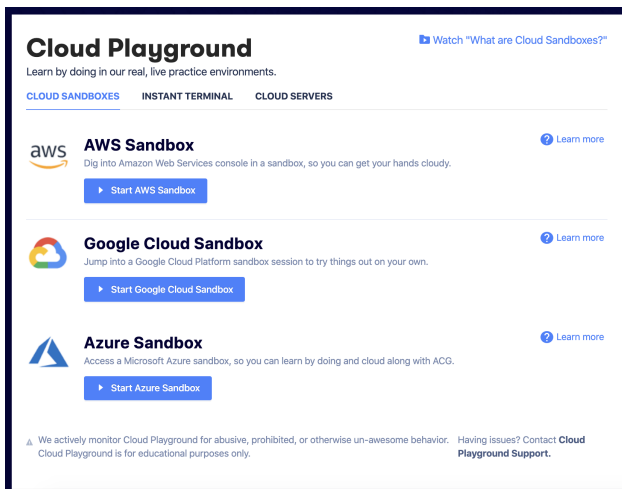 Cloud Playground
Watch "What are Cloud Sandboxes?"
Learn by doing in our real, live practice environments.
CLOUD SANDBOXES INSTANT TERMINAL CLOUD SERVERS
aws
AWS Sandbox
Learn more
Dig into Amazon Web Services console in a sandbox, so you can get your hands cloudy.
Start AWS Sandbox
Google Cloud Sandbox
Learn more
Jump into a Google Cloud Platform sandbox session to try things out on your own.
Start Google Cloud Sandbox
Azure Sandbox
Learn more
Access a Microsoft Azure sandbox, so you can learn by doing and cloud along with ACG.
Start Azure Sandbox
We actively monitor Cloud Playground for abusive, prohibited, or otherwise un-awesome behavior.
Cloud Playground is for educational purposes only.
Having issues? Contact Cloud
Playground Support.